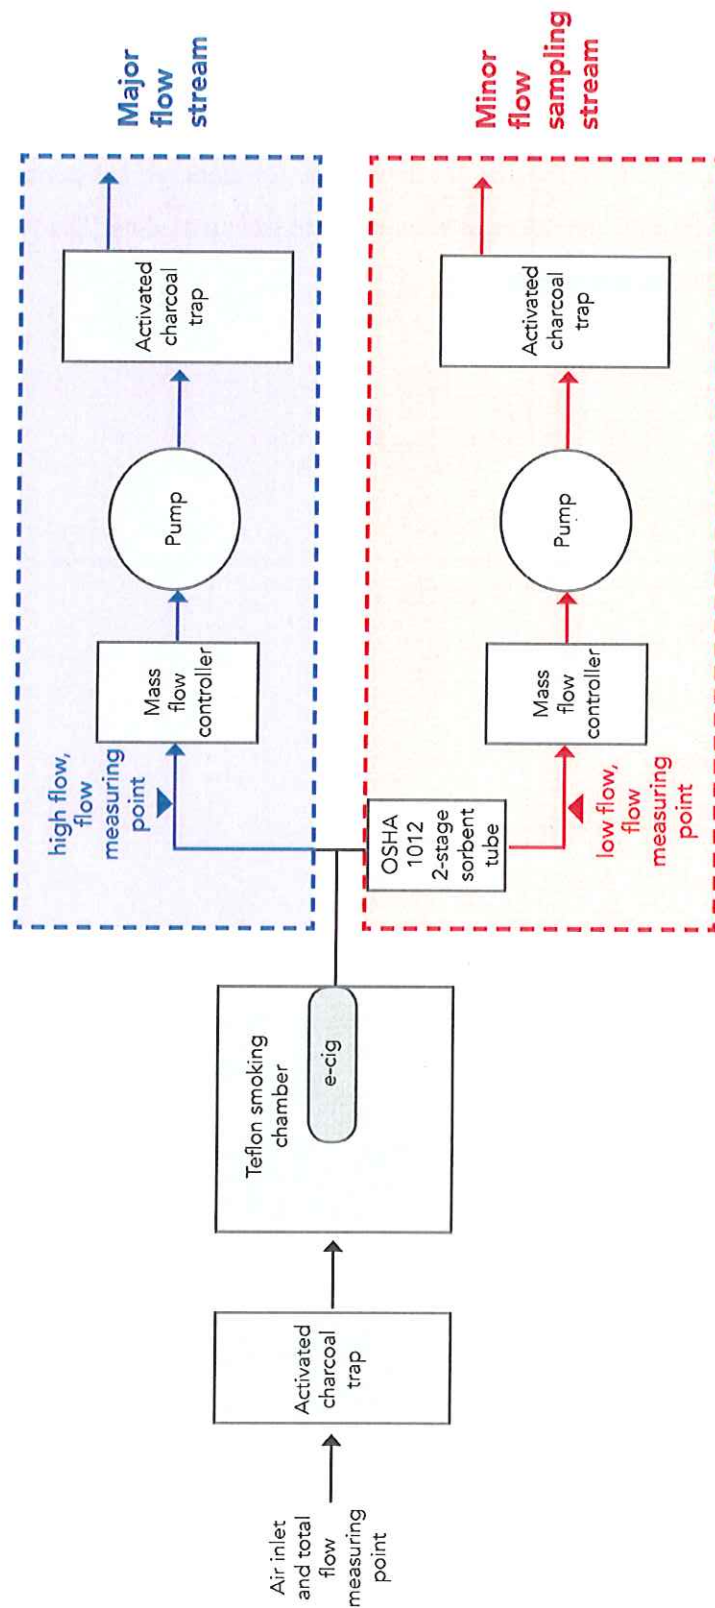 Air inlet
and total
flow
measuring
point
Activated
charcoal
trap
Teflon smoking
chamber
e-cig
high flow,
flow
measuring
point
Mass
flow
controller
Pump
Activated
charcoal
trap
Major
flow
stream
OSHA
1012
2-stage
sorbent
tube
low flow,
flow
measuring
point
Mass
flow
controller
Pump
Activated
charcoal
trap
Minor
flow
sampling
stream